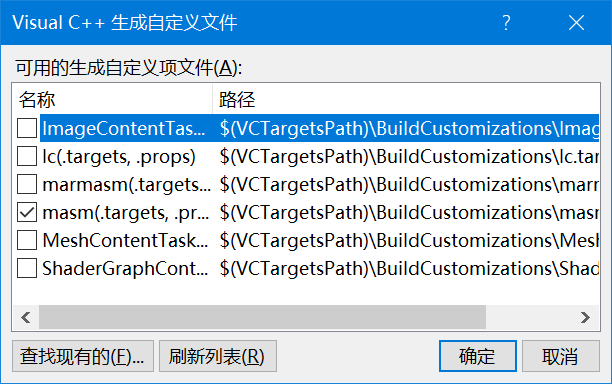 Visual C++ 生成自定义文件
可用的生成自定义项文件(A):
名称 路径
ImageContentTas... $(VCTargetsPath)\BuildCustomizations\Imag
lc(.targets, .props) $(VCTargetsPath)\BuildCustomizations\lc.tar
marmasm(.targets... $(VCTargetsPath)\BuildCustomizations\marr
masm(.targets, .pr... $(VCTargetsPath)\BuildCustomizations\masr
MeshContentTask... $(VCTargetsPath)\BuildCustomizations\Mesh
ShaderGraphCont... $(VCTargetsPath)\BuildCustomizations\Shad
查找现有的(F)... 刷新列表(R) 确定 取消